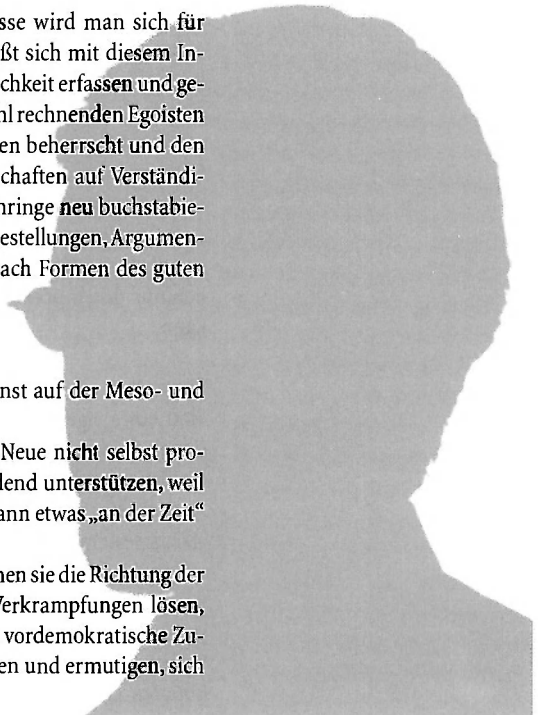 sse wird man sich für
ßt sich mit diesem In-
chkeit erfassen und ge-
hl rechnenden Egoisten
en beherrscht und den
chaften auf Verständi-
nringe neu buchstabie-
estellungen, Argumen-
ach Formen des guten
nst auf der Meso- und
Neue nicht selbst pro-
lend unterstützen, weil
ann etwas „an der Zeit“
nen sie die Richtung der
Verkrampfungen lösen,
vordemokratische Zu-
en und ermutigen, sich